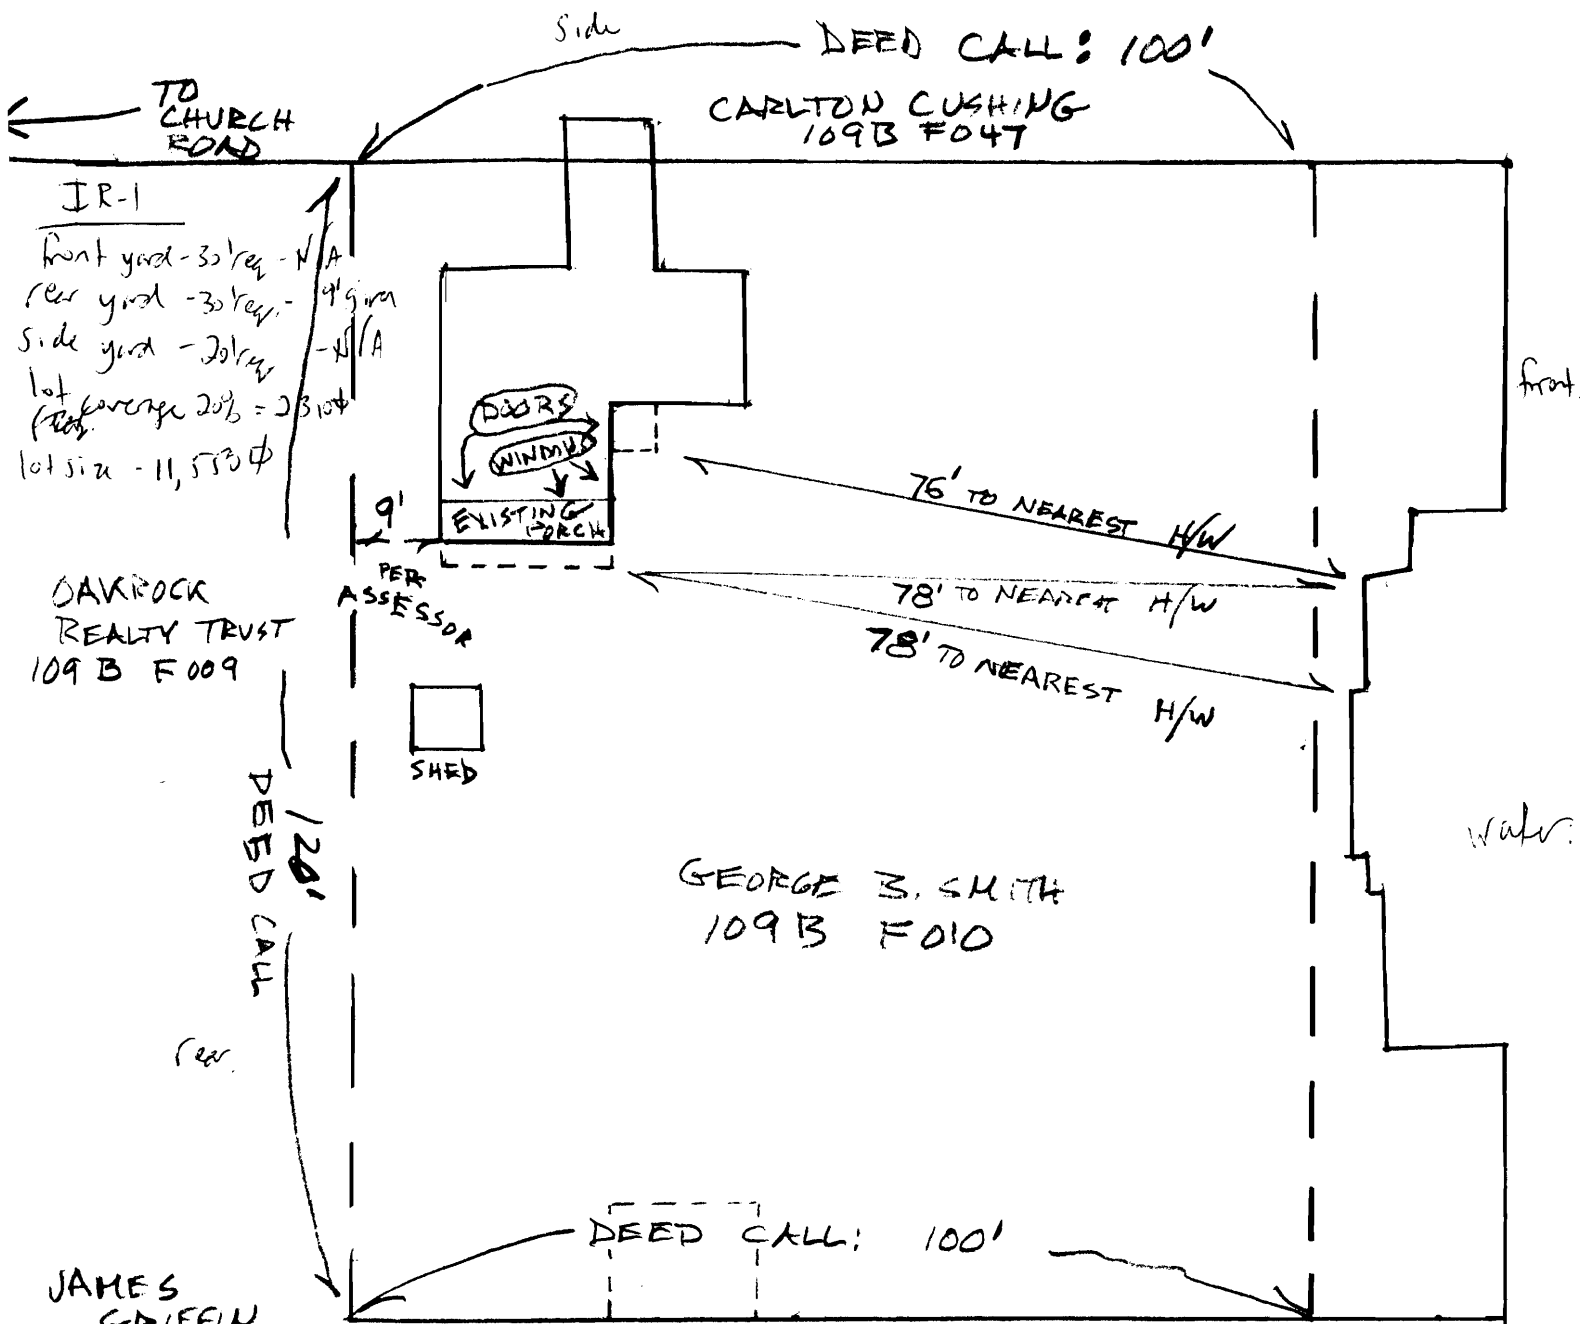 Side
DEED CALL: 100'
TO
CHURCH
ROAD
CARLTON CUSHING
109B F047
IR-1
front yard - 30' req - N/A
rear yard - 30' req. - 9' given
side yard - 20' req - N/A
lot
coverage 20% = 2310 ⏀
lot size - 11,553 ⏀
front.
DOORS
WINDOWS
EXISTING
PORCH
9'
PER
ASSESSOR
76' TO NEAREST H/W
78' TO NEAREST H/W
78' TO NEAREST H/W
OAKROCK
REALTY TRUST
109 B F009
SHED
120'
DEED CALL
water.
GEORGE B. SMITH
109B F010
rear.
DEED CALL: 100'
JAMES
GRIFFIN